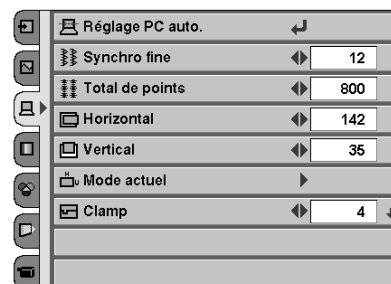 Réglage PC auto.
Synchro fine 12
Total de points 800
Horizontal 142
Vertical 35
H V Mode actuel
Clamp 4